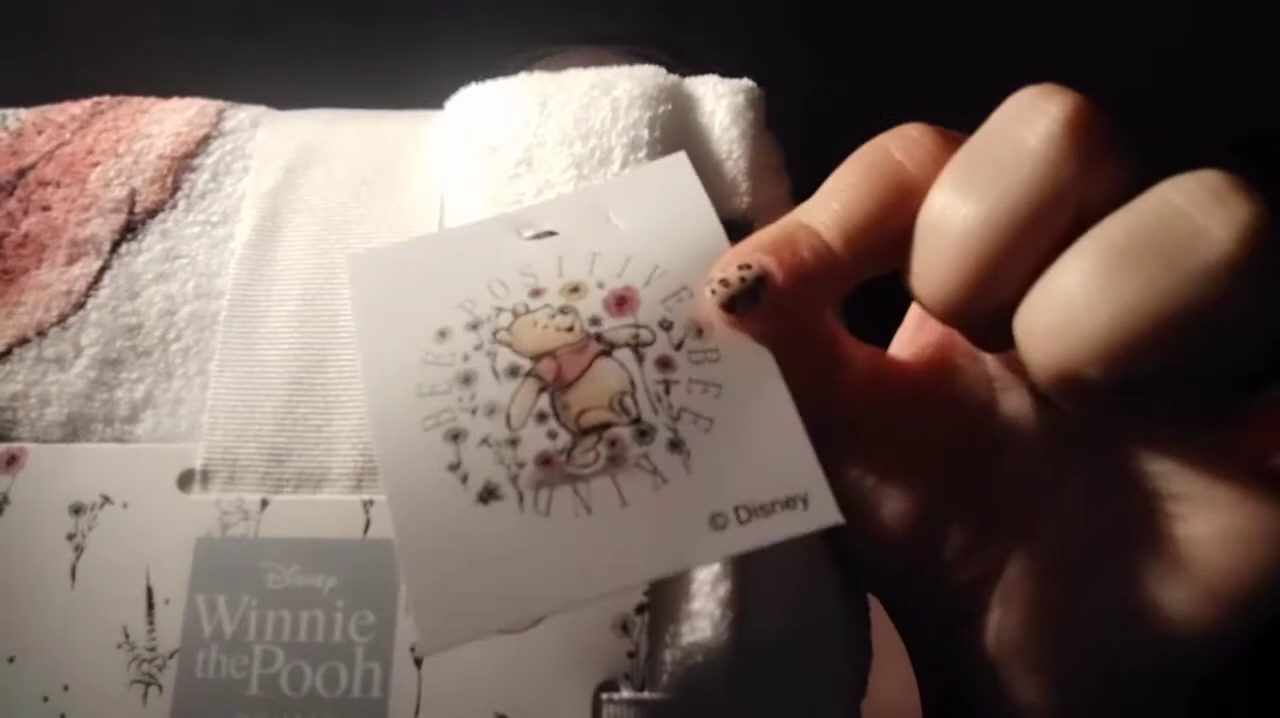 BEE POSITIVE BEE KIND
© Disney
Disney
Winnie
the Pooh